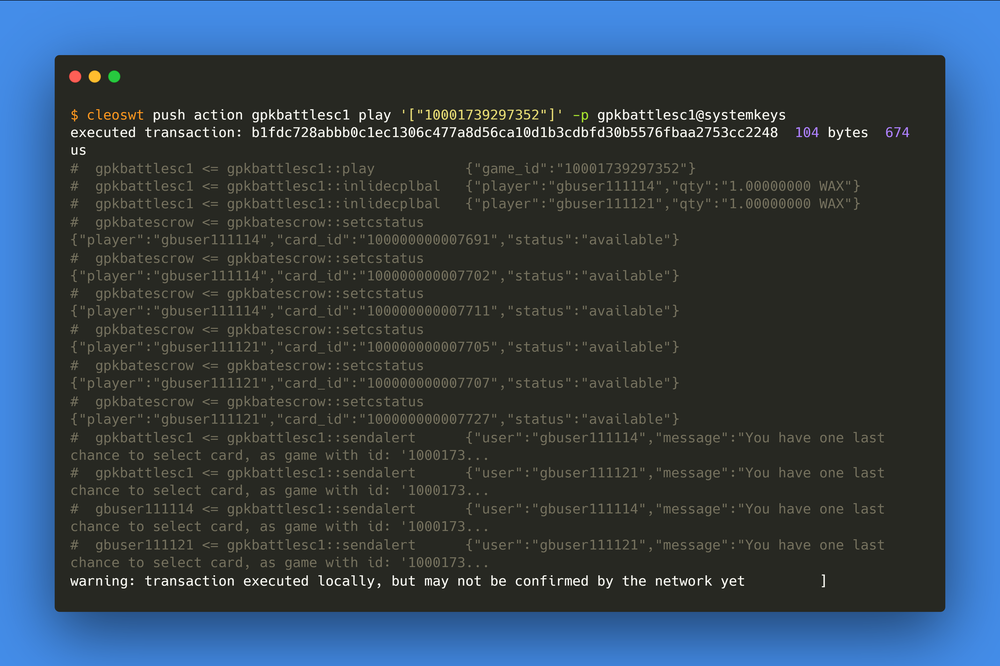 $ cleoswt push action gpkbattlesc1 play '["10001739297352"]' -p gpkbattlesc1@systemkeys
executed transaction: b1fdc728abbb0c1ec1306c477a8d56ca10d1b3cdbfd30b5576fbaa2753cc2248  104 bytes  674
us
#  gpkbattlesc1 <= gpkbattlesc1::play           {"game_id":"10001739297352"}
#  gpkbattlesc1 <= gpkbattlesc1::inlidecplbal   {"player":"gbuser111114","qty":"1.00000000 WAX"}
#  gpkbattlesc1 <= gpkbattlesc1::inlidecplbal   {"player":"gbuser111121","qty":"1.00000000 WAX"}
#  gpkbatescrow <= gpkbatescrow::setcstatus
{"player":"gbuser111114","card_id":"100000000007691","status":"available"}
#  gpkbatescrow <= gpkbatescrow::setcstatus
{"player":"gbuser111114","card_id":"100000000007702","status":"available"}
#  gpkbatescrow <= gpkbatescrow::setcstatus
{"player":"gbuser111114","card_id":"100000000007711","status":"available"}
#  gpkbatescrow <= gpkbatescrow::setcstatus
{"player":"gbuser111121","card_id":"100000000007705","status":"available"}
#  gpkbatescrow <= gpkbatescrow::setcstatus
{"player":"gbuser111121","card_id":"100000000007707","status":"available"}
#  gpkbatescrow <= gpkbatescrow::setcstatus
{"player":"gbuser111121","card_id":"100000000007727","status":"available"}
#  gpkbattlesc1 <= gpkbattlesc1::sendalert      {"user":"gbuser111114","message":"You have one last
chance to select card, as game with id: '1000173...
#  gpkbattlesc1 <= gpkbattlesc1::sendalert      {"user":"gbuser111121","message":"You have one last
chance to select card, as game with id: '1000173...
#  gbuser111114 <= gpkbattlesc1::sendalert      {"user":"gbuser111114","message":"You have one last
chance to select card, as game with id: '1000173...
#  gbuser111121 <= gpkbattlesc1::sendalert      {"user":"gbuser111121","message":"You have one last
chance to select card, as game with id: '1000173...
warning: transaction executed locally, but may not be confirmed by the network yet         ]